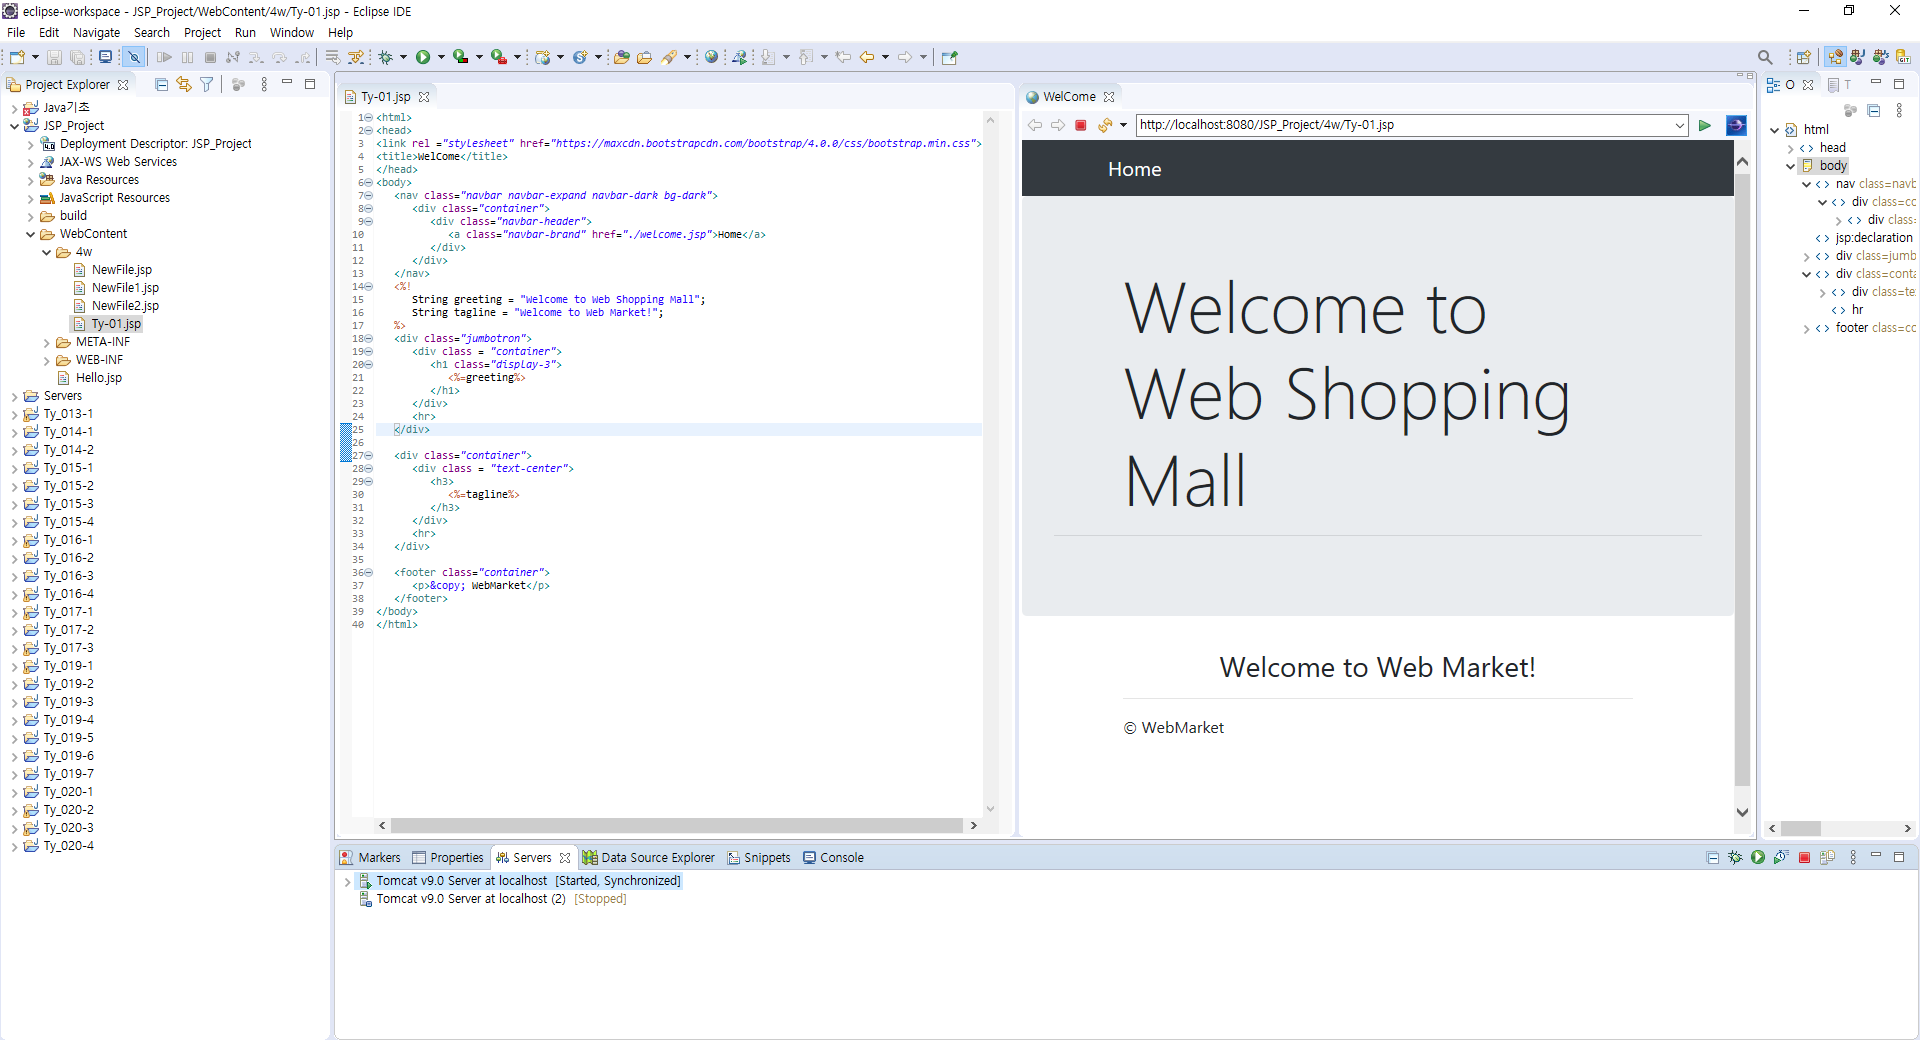 eclipse-workspace - JSP_Project/WebContent/4w/Ty-01.jsp - Eclipse IDE
File Edit Navigate Search Project Run Window Help
Project Explorer
Java기초
JSP_Project
Deployment Descriptor: JSP_Project
JAX-WS Web Services
Java Resources
JavaScript Resources
build
WebContent
4w
NewFile.jsp
NewFile1.jsp
NewFile2.jsp
Ty-01.jsp
META-INF
WEB-INF
Hello.jsp
Servers
Ty_013-1
Ty_014-1
Ty_014-2
Ty_015-1
Ty_015-2
Ty_015-3
Ty_015-4
Ty_016-1
Ty_016-2
Ty_016-3
Ty_016-4
Ty_017-1
Ty_017-2
Ty_017-3
Ty_019-1
Ty_019-2
Ty_019-3
Ty_019-4
Ty_019-5
Ty_019-6
Ty_019-7
Ty_020-1
Ty_020-2
Ty_020-3
Ty_020-4
Ty-01.jsp
1 <html>
2 <head>
3 <link rel ="stylesheet" href="https://maxcdn.bootstrapcdn.com/bootstrap/4.0.0/css/bootstrap.min.css">
4 <title>WelCome</title>
5 </head>
6 <body>
7 <nav class="navbar navbar-expand navbar-dark bg-dark">
8 <div class="container">
9 <div class="navbar-header">
10 <a class="navbar-brand" href="./welcome.jsp">Home</a>
11 </div>
12 </div>
13 </nav>
14 <%!
15 String greeting = "Welcome to Web Shopping Mall";
16 String tagline = "Welcome to Web Market!";
17 %>
18 <div class="jumbotron">
19 <div class = "container">
20 <h1 class="display-3">
21 <%=greeting%>
22 </h1>
23 </div>
24 <hr>
25 </div>
26
27 <div class="container">
28 <div class = "text-center">
29 <h3>
30 <%=tagline%>
31 </h3>
32 </div>
33 <hr>
34 </div>
35
36 <footer class="container">
37 <p>&copy; WebMarket</p>
38 </footer>
39 </body>
40 </html>
WelCome
http://localhost:8080/JSP_Project/4w/Ty-01.jsp
Home
Welcome to
Web Shopping
Mall
Welcome to Web Market!
© WebMarket
O T
html
head
body
nav class=navb
div class=cc
div class=
jsp:declaration
div class=jumb
div class=conta
div class=te
hr
footer class=cc
Markers Properties Servers Data Source Explorer Snippets Console
Tomcat v9.0 Server at localhost [Started, Synchronized]
Tomcat v9.0 Server at localhost (2) [Stopped]